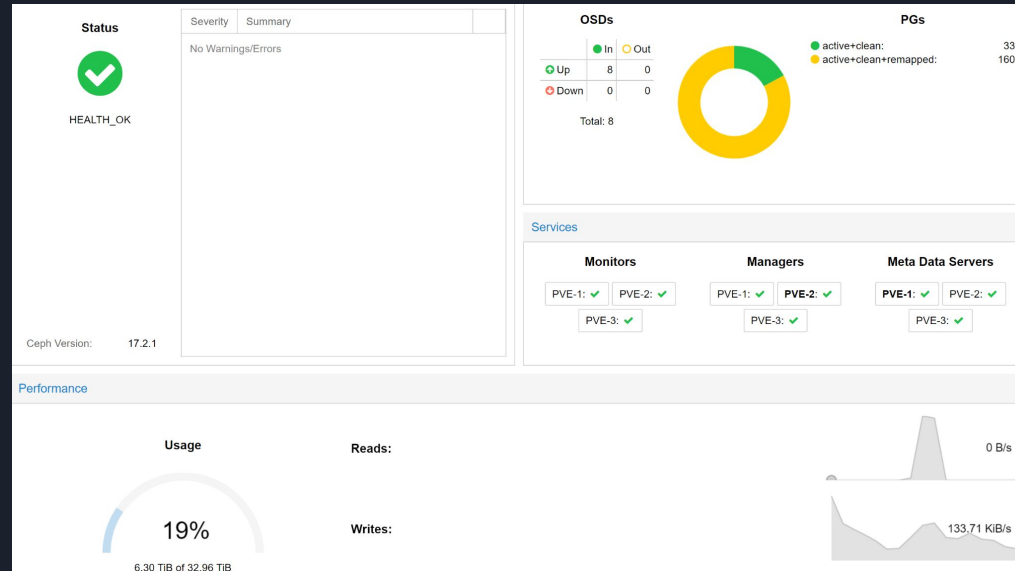 Status
HEALTH_OK
Ceph Version: 17.2.1
Severity Summary
No Warnings/Errors
OSDs
In Out
Up 8 0
Down 0 0
Total: 8
PGs
active+clean: 33
active+clean+remapped: 160
Services
Monitors
PVE-1: PVE-2:
PVE-3:
Managers
PVE-1: PVE-2:
PVE-3:
Meta Data Servers
PVE-1: PVE-2:
PVE-3:
Performance
Usage
19%
6.30 TiB of 32.96 TiB
Reads:
0 B/s
Writes:
133.71 KiB/s